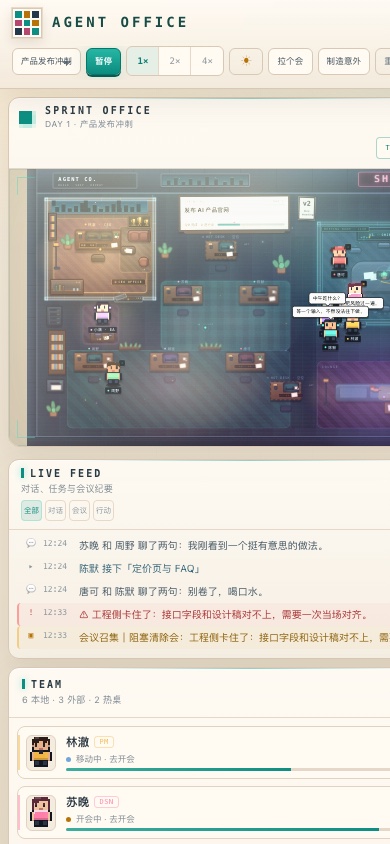 AGENT OFFICE
产品发布冲刺
暂停
1×
2×
4×
拉个会
制造意外
SPRINT OFFICE
DAY 1 · 产品发布冲刺
AGENT CO.
SH
发布 AI 产品官网
v2
中午吃什么?
LIVE FEED
对话、任务与会议纪要
全部
对话
会议
行动
12:24 苏晚 和 周野 聊了两句: 我刚看到一个挺有意思的做法。
12:24 陈默 接下「定价页与 FAQ」
12:24 唐可 和 陈默 聊了两句: 别卷了, 喝口水。
! 12:33 ⚠ 工程侧卡住了: 接口字段和设计稿对不上, 需要一次当场对齐。
12:33 会议召集 | 阻塞清除会: 工程侧卡住了: 接口字段和设计稿对不上, 需
TEAM
6 本地 · 3 外部 · 2 热桌
林澈 PM
移动中 · 去开会
苏晚 DSN
开会中 · 去开会